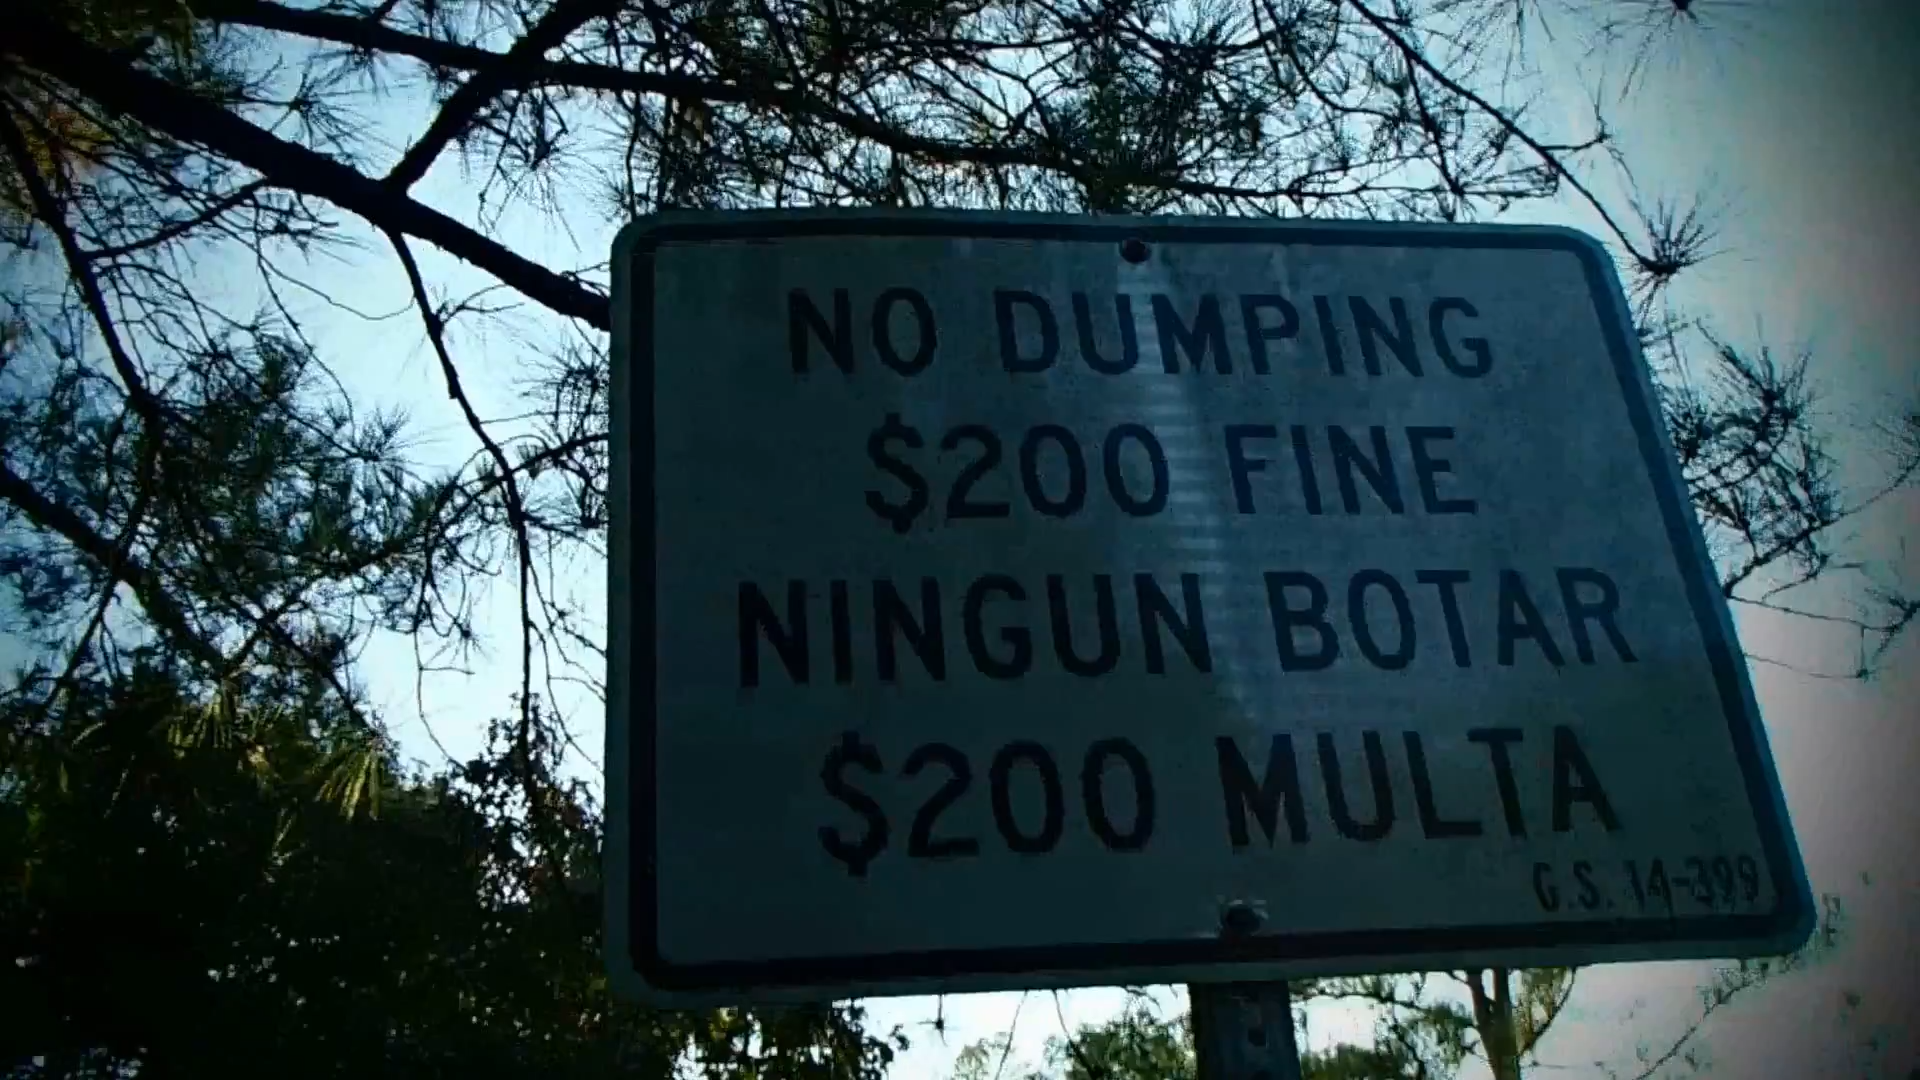 NO DUMPING
$200 FINE
NINGUN BOTAR
$200 MULTA
G.S. 14-399